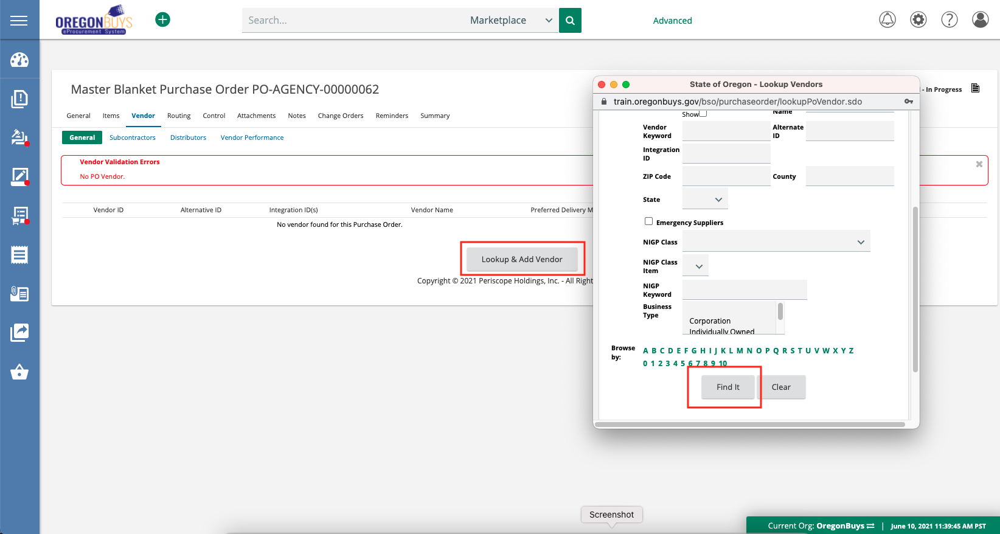 OREGONBUYS
eProcurement System
Search...
Marketplace
Advanced
Master Blanket Purchase Order PO-AGENCY-00000062
- In Progress
General Items Vendor Routing Control Attachments Notes Change Orders Reminders Summary
General Subcontractors Distributors Vendor Performance
Vendor Validation Errors
No PO Vendor.
Vendor ID Alternative ID Integration ID(s) Vendor Name Preferred Delivery M
No vendor found for this Purchase Order.
Lookup & Add Vendor
Copyright © 2021 Periscope Holdings, Inc. - All Right
State of Oregon - Lookup Vendors
train.oregonbuys.gov/bso/purchaseorder/lookupPoVendor.sdo
Show Name
Vendor Keyword
Alternate ID
Integration ID
ZIP Code
County
State
Emergency Suppliers
NIGP Class
NIGP Class Item
NIGP Keyword
Business Type
Corporation
Individually Owned
Browse by:
A B C D E F G H I J K L M N O P Q R S T U V W X Y Z
0 1 2 3 4 5 6 7 8 9 10
Find It
Clear
Screenshot
Current Org: OregonBuys | June 10, 2021 11:39:45 AM PST